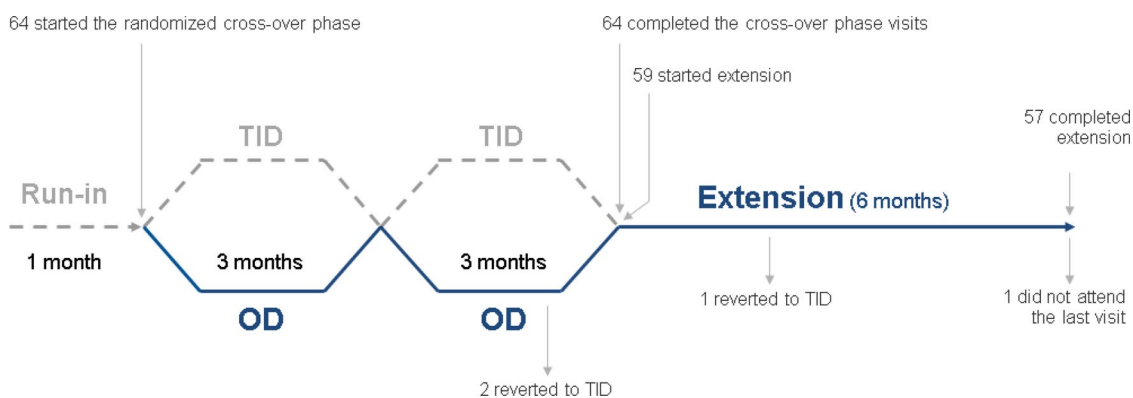 64 started the randomized cross-over phase
64 completed the cross-over phase visits
59 started extension
57 completed
extension
TID
TID
Run-in
Extension (6 months)
1 month
3 months
3 months
OD
OD
1 reverted to TID
1 did not attend
the last visit
2 reverted to TID